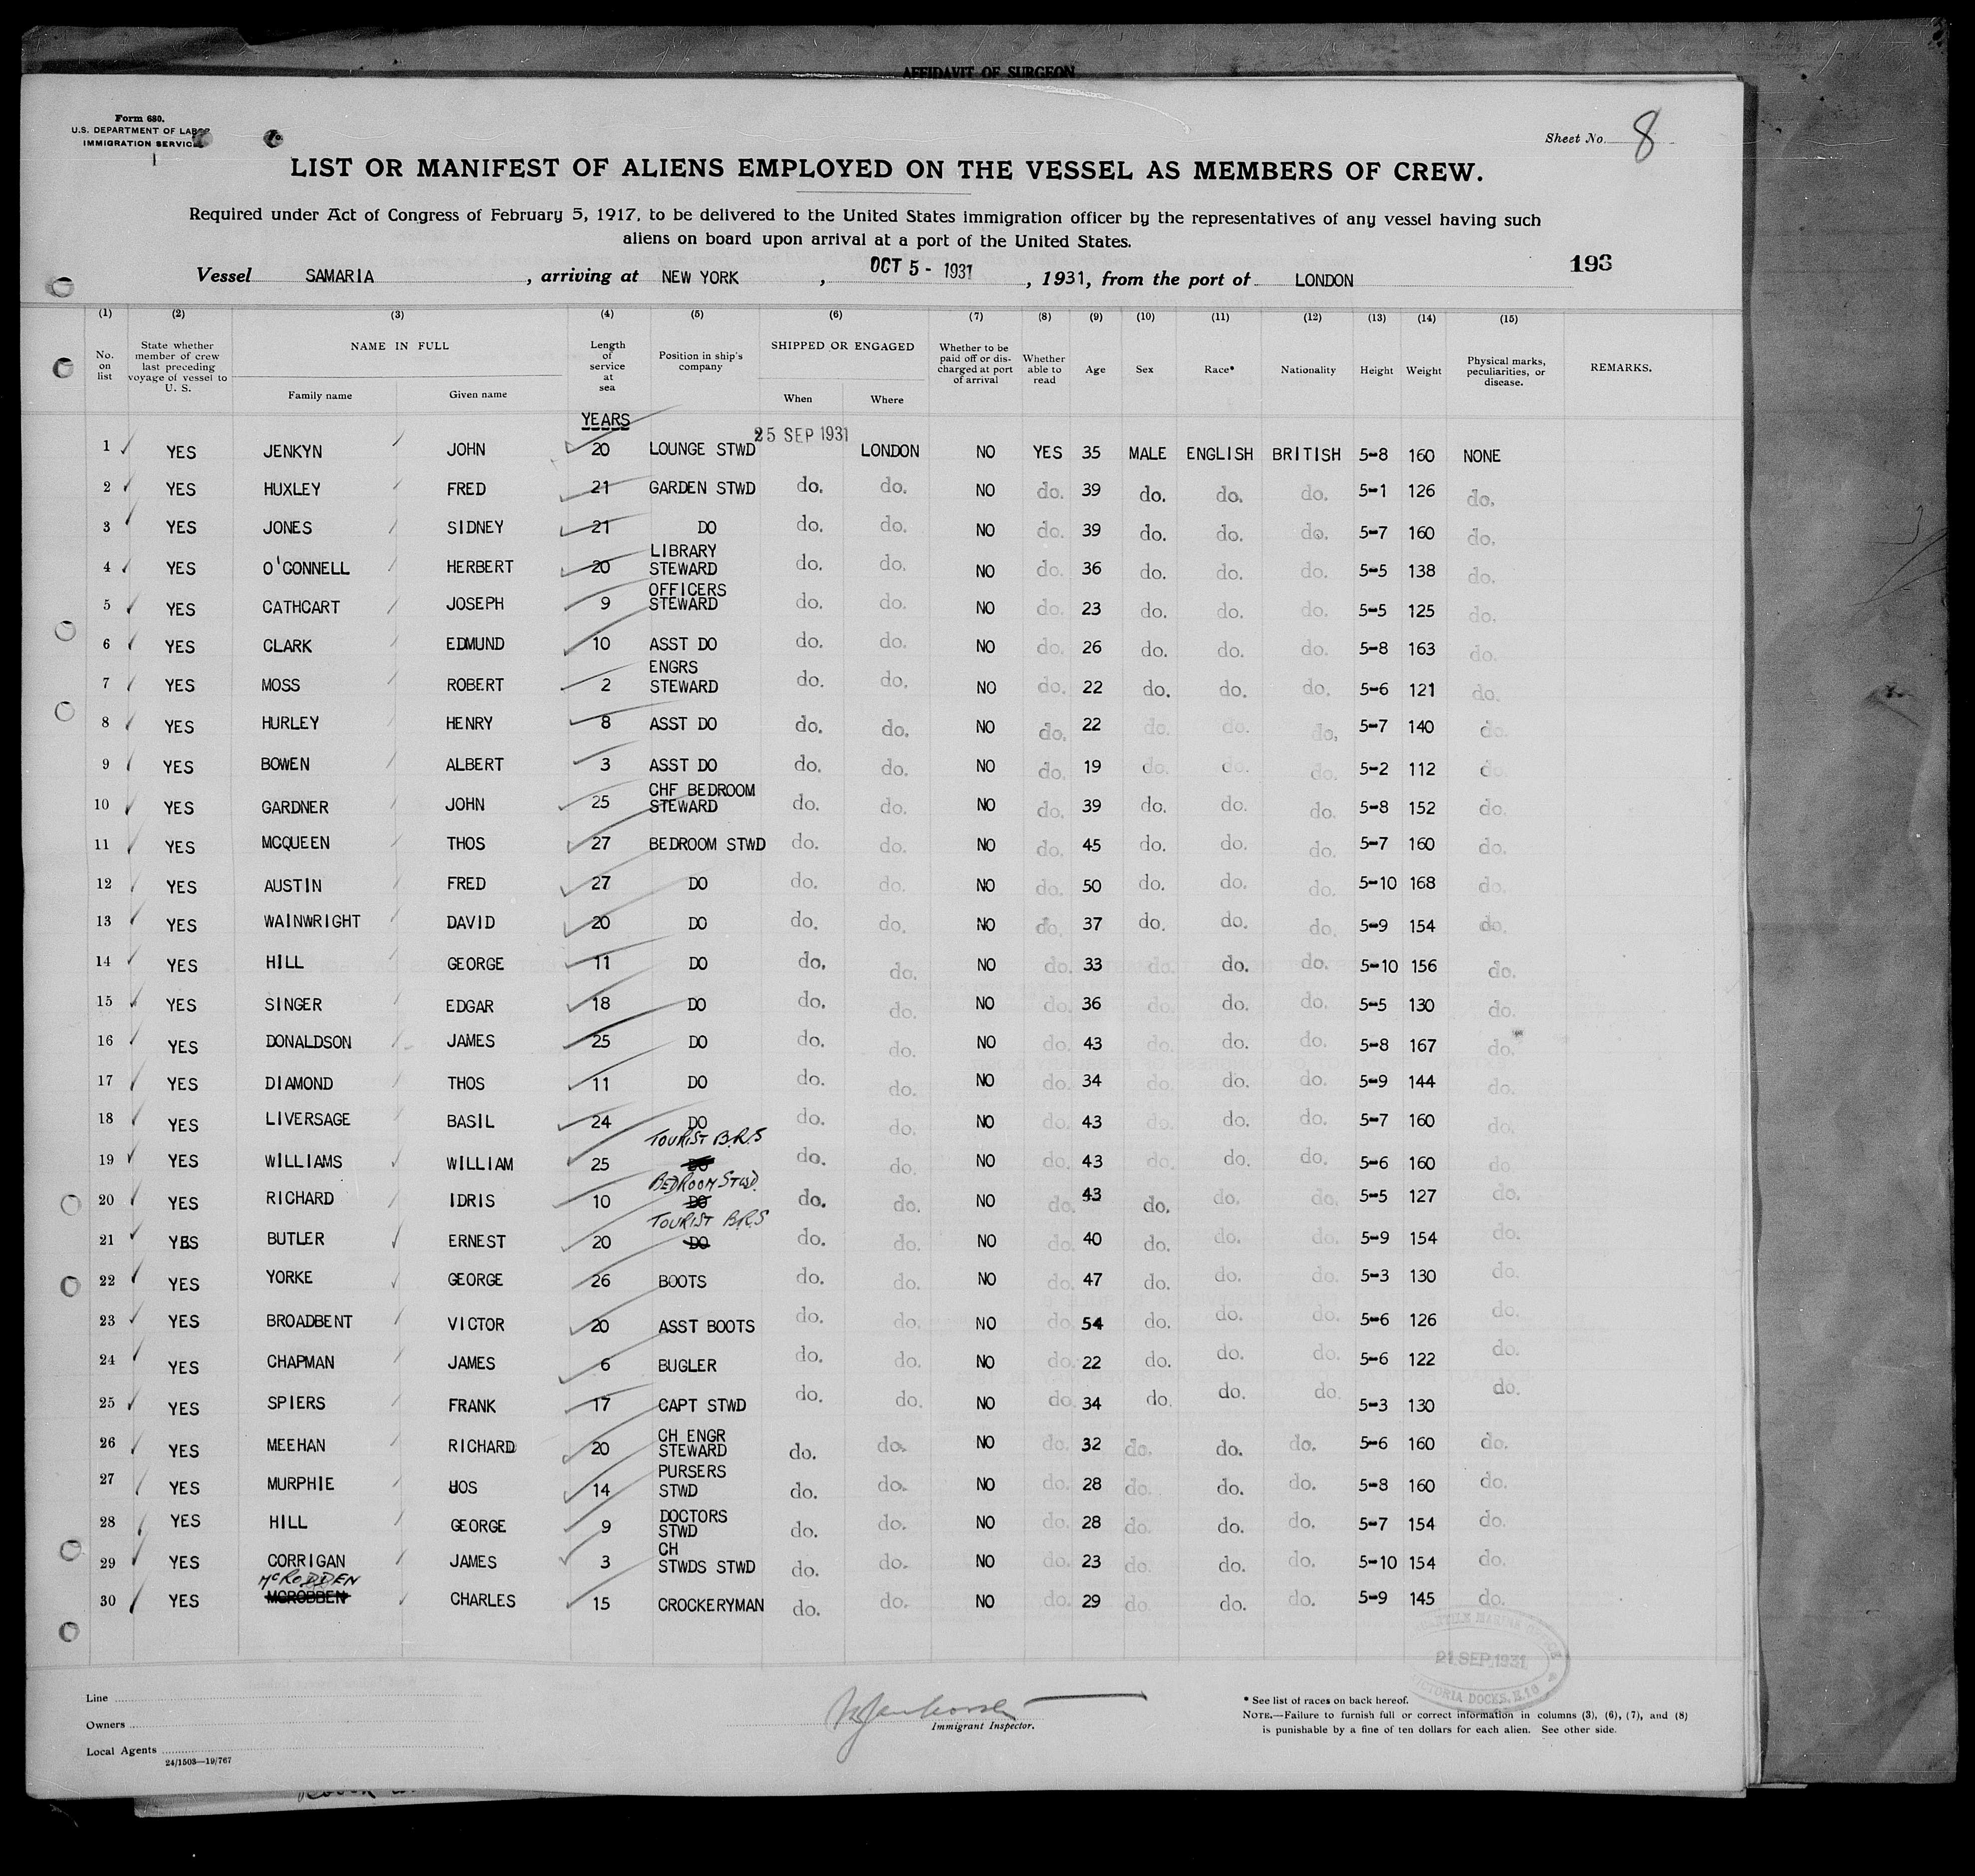 AFFIDAVIT OF SURGEON
Form 680.
U.S. DEPARTMENT OF LABOR
IMMIGRATION SERVICE
Sheet No. 8
LIST OR MANIFEST OF ALIENS EMPLOYED ON THE VESSEL AS MEMBERS OF CREW.
Required under Act of Congress of February 5, 1917, to be delivered to the United States immigration officer by the representatives of any vessel having such
aliens on board upon arrival at a port of the United States.
193
Vessel SAMARIA, arriving at NEW YORK, OCT 5 - 1931, 1931, from the port of LONDON
(1) (2) (3) (4) (5) (6) (7) (8) (9) (10) (11) (12) (13) (14) (15)
No. on list State whether member of crew last preceding voyage of vessel to U. S. NAME IN FULL Family name Given name Length of service at sea Position in ship's company SHIPPED OR ENGAGED When Where Whether to be paid off or discharged at port of arrival Whether able to read Age Sex Race* Nationality Height Weight Physical marks, peculiarities, or disease. REMARKS.
YEARS
1 YES JENKYN JOHN 20 LOUNGE STWD 25 SEP 1931 LONDON NO YES 35 MALE ENGLISH BRITISH 5-8 160 NONE
2 YES HUXLEY FRED 21 GARDEN STWD do. do. NO do. 39 do. do. do. 5-1 126 do.
3 YES JONES SIDNEY 21 DO do. do. NO do. 39 do. do. do. 5-7 160 do.
4 YES O'CONNELL HERBERT 20 LIBRARY STEWARD do. do. NO do. 36 do. do. do. 5-5 138 do.
5 YES CATHCART JOSEPH 9 OFFICERS STEWARD do. do. NO do. 23 do. do. do. 5-5 125 do.
6 YES CLARK EDMUND 10 ASST DO do. do. NO do. 26 do. do. do. 5-8 163 do.
7 YES MOSS ROBERT 2 ENGRS STEWARD do. do. NO do. 22 do. do. do. 5-6 121 do.
8 YES HURLEY HENRY 8 ASST DO do. do. NO do. 22 do. do. do. 5-7 140 do.
9 YES BOWEN ALBERT 3 ASST DO do. do. NO do. 19 do. do. do. 5-2 112 do.
10 YES GARDNER JOHN 25 CHF BEDROOM STEWARD do. do. NO do. 39 do. do. do. 5-8 152 do.
11 YES MCQUEEN THOS 27 BEDROOM STWD do. do. NO do. 45 do. do. do. 5-7 160 do.
12 YES AUSTIN FRED 27 DO do. do. NO do. 50 do. do. do. 5-10 168 do.
13 YES WAINWRIGHT DAVID 20 DO do. do. NO do. 37 do. do. do. 5-9 154 do.
14 YES HILL GEORGE 11 DO do. do. NO do. 33 do. do. do. 5-10 156 do.
15 YES SINGER EDGAR 18 DO do. do. NO do. 36 do. do. do. 5-5 130 do.
16 YES DONALDSON JAMES 25 DO do. do. NO do. 43 do. do. do. 5-8 167 do.
17 YES DIAMOND THOS 11 DO do. do. NO do. 34 do. do. do. 5-9 144 do.
18 YES LIVERSAGE BASIL 24 DO do. do. NO do. 43 do. do. do. 5-7 160 do.
19 YES WILLIAMS WILLIAM 25 TOURIST B.R.S DO do. do. NO do. 43 do. do. do. 5-6 160 do.
20 YES RICHARD IDRIS 10 BEDROOM STWD. DO do. do. NO do. 43 do. do. do. 5-5 127 do.
21 YES BUTLER ERNEST 20 TOURIST B.R.S DO do. do. NO do. 40 do. do. do. 5-9 154 do.
22 YES YORKE GEORGE 26 BOOTS do. do. NO do. 47 do. do. do. 5-3 130 do.
23 YES BROADBENT VICTOR 20 ASST BOOTS do. do. NO do. 54 do. do. do. 5-6 126 do.
24 YES CHAPMAN JAMES 6 BUGLER do. do. NO do. 22 do. do. do. 5-6 122 do.
25 YES SPIERS FRANK 17 CAPT STWD do. do. NO do. 34 do. do. do. 5-3 130 do.
26 YES MEEHAN RICHARD 20 CH ENGR STEWARD do. do. NO do. 32 do. do. do. 5-6 160 do.
27 YES MURPHIE JOS 14 PURSERS STWD do. do. NO do. 28 do. do. do. 5-8 160 do.
28 YES HILL GEORGE 9 DOCTORS STWD do. do. NO do. 28 do. do. do. 5-7 154 do.
29 YES CORRIGAN JAMES 3 CH STWDS STWD do. do. NO do. 23 do. do. do. 5-10 154 do.
30 YES McRODDEN MCROBBEN CHARLES 15 CROCKERYMAN do. do. NO do. 29 do. do. do. 5-9 145 do.
21 SEP 1931
VICTORIA DOCKS, E.16
Line
Owners
Local Agents
24/1503—19/767
Immigrant Inspector.
* See list of races on back hereof.
NOTE.—Failure to furnish full or correct information in columns (3), (6), (7), and (8)
is punishable by a fine of ten dollars for each alien. See other side.